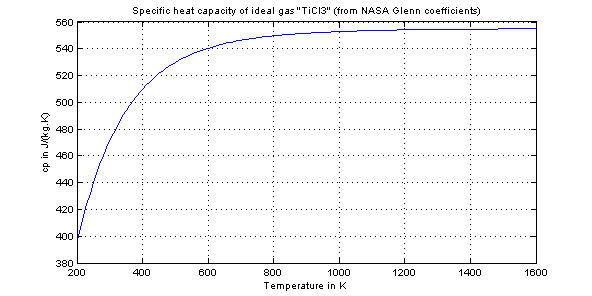 Specific heat capacity of ideal gas "TiCl3" (from NASA Glenn coefficients)
560
540
520
500
480
460
440
420
400
380
cp in J/(kg.K)
200 400 600 800 1000 1200 1400 1600
Temperature in K